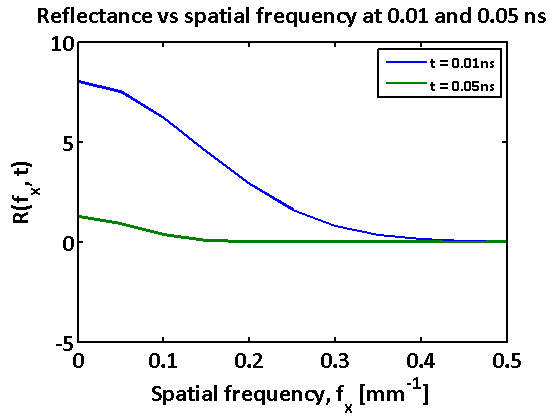 Reflectance vs spatial frequency at 0.01 and 0.05 ns
10
5
0
-5
R(fₓ, t)
t = 0.01ns
t = 0.05ns
0 0.1 0.2 0.3 0.4 0.5
Spatial frequency, fₓ [mm⁻¹]